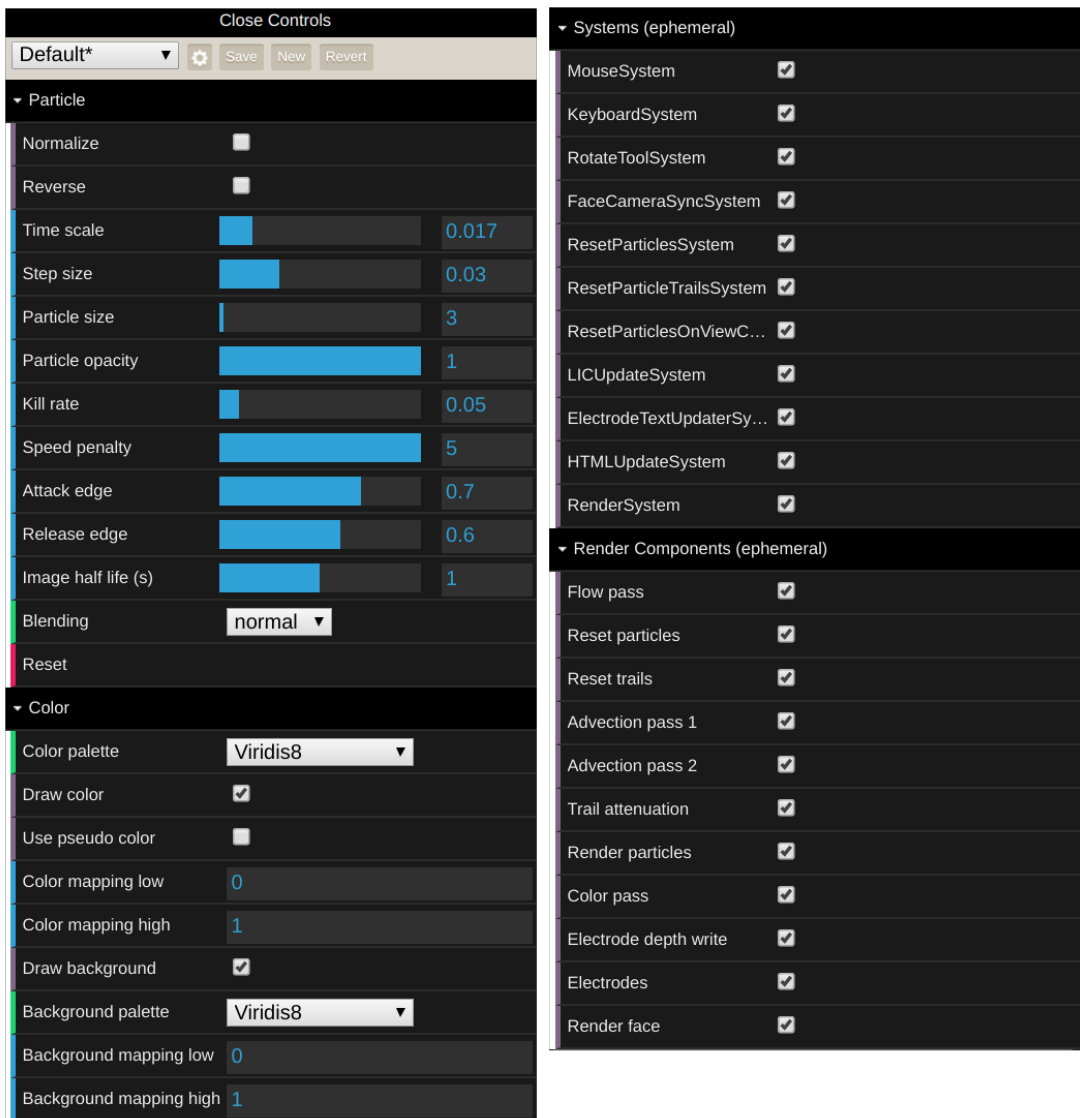 Close Controls
Default*
Save New Revert
Particle
Normalize
Reverse
Time scale 0.017
Step size 0.03
Particle size 3
Particle opacity 1
Kill rate 0.05
Speed penalty 5
Attack edge 0.7
Release edge 0.6
Image half life (s) 1
Blending normal
Reset
Color
Color palette Viridis8
Draw color
Use pseudo color
Color mapping low 0
Color mapping high 1
Draw background
Background palette Viridis8
Background mapping low 0
Background mapping high 1
Systems (ephemeral)
MouseSystem
KeyboardSystem
RotateToolSystem
FaceCameraSyncSystem
ResetParticlesSystem
ResetParticleTrailsSystem
ResetParticlesOnViewC…
LICUpdateSystem
ElectrodeTextUpdaterSy…
HTMLUpdateSystem
RenderSystem
Render Components (ephemeral)
Flow pass
Reset particles
Reset trails
Advection pass 1
Advection pass 2
Trail attenuation
Render particles
Color pass
Electrode depth write
Electrodes
Render face